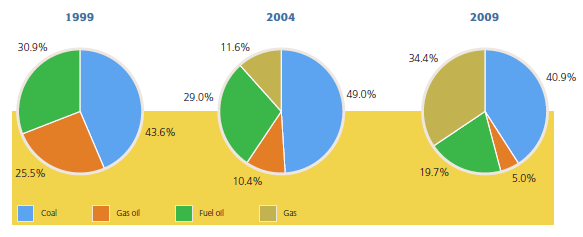 1999 2004 2009
30.9% 43.6% 25.5%
11.6% 29.0% 49.0% 10.4%
34.4% 40.9% 19.7% 5.0%
Coal Gas oil Fuel oil Gas